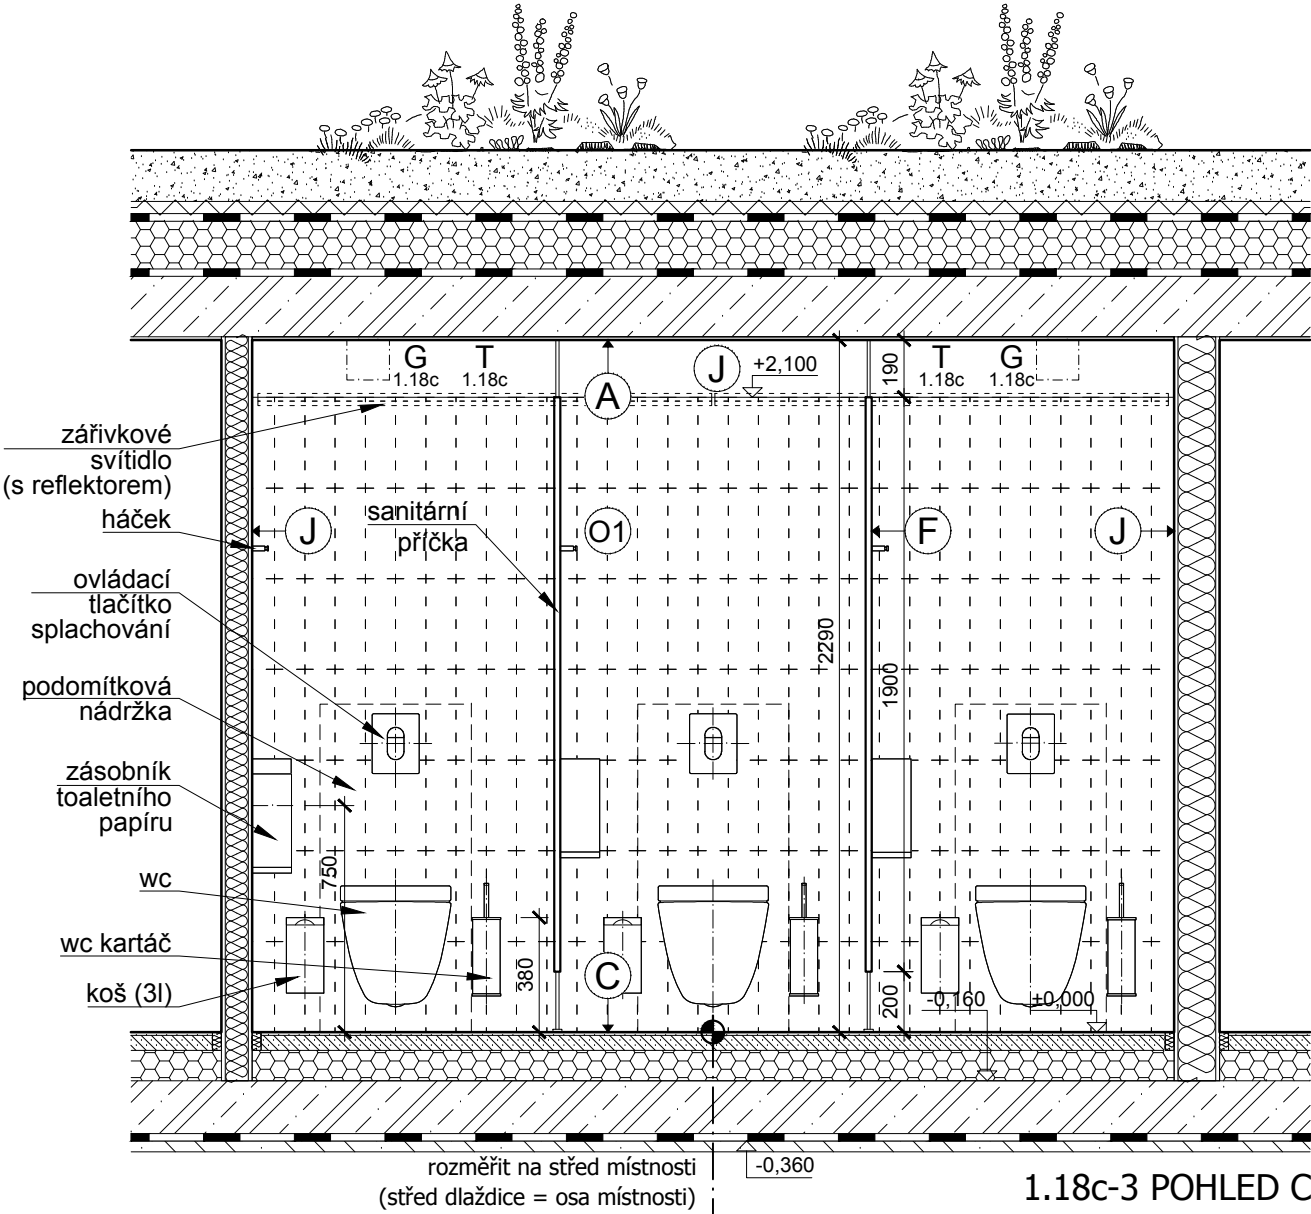 G
1.18c
T
1.18c
J
+2,100
190
T
1.18c
G
1.18c
A
zářivkové
svítidlo
(s reflektorem)
háček
J
sanitární
příčka
O1
F
J
ovládací
tlačítko
splachování
2290
1900
podomítková
nádržka
zásobník
toaletního
papíru
750
wc
wc kartáč
koš (3l)
380
C
200
-0,160
±0,000
rozměřit na střed místnosti
(střed dlaždice = osa místnosti)
-0,360
1.18c-3 POHLED C